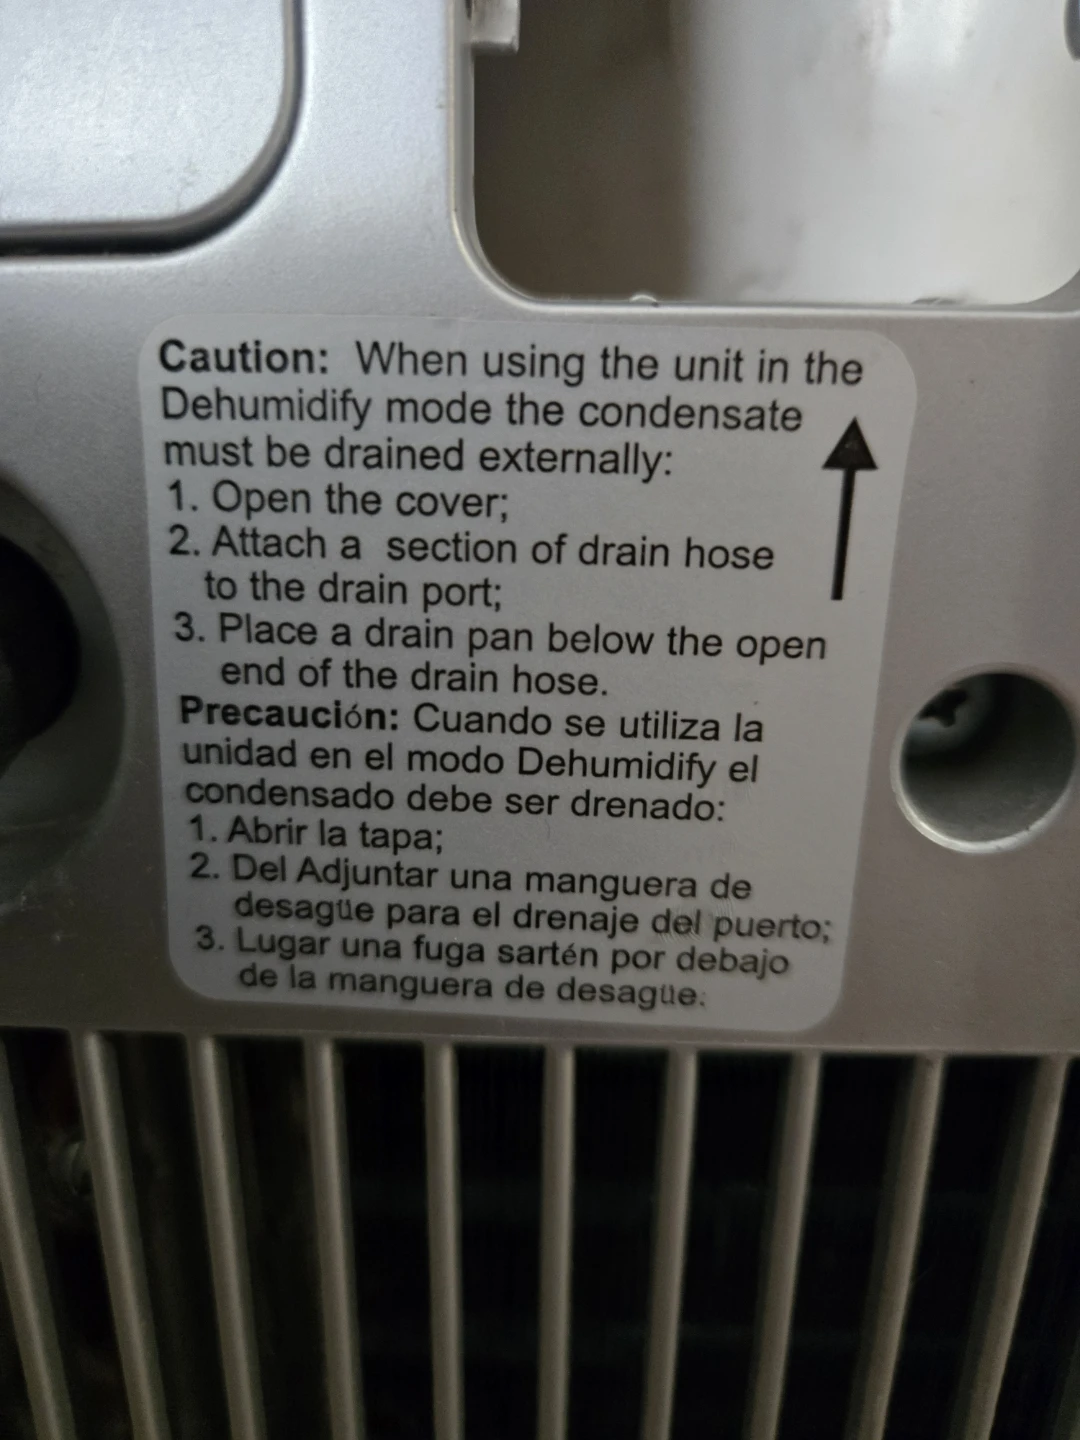 Caution: When using the unit in the
Dehumidify mode the condensate
must be drained externally:
1. Open the cover;
2. Attach a section of drain hose
to the drain port;
3. Place a drain pan below the open
end of the drain hose.
Precaución: Cuando se utiliza la
unidad en el modo Dehumidify el
condensado debe ser drenado:
1. Abrir la tapa;
2. Del Adjuntar una manguera de
desagüe para el drenaje del puerto;
3. Lugar una fuga sartén por debajo
de la manguera de desagüe.